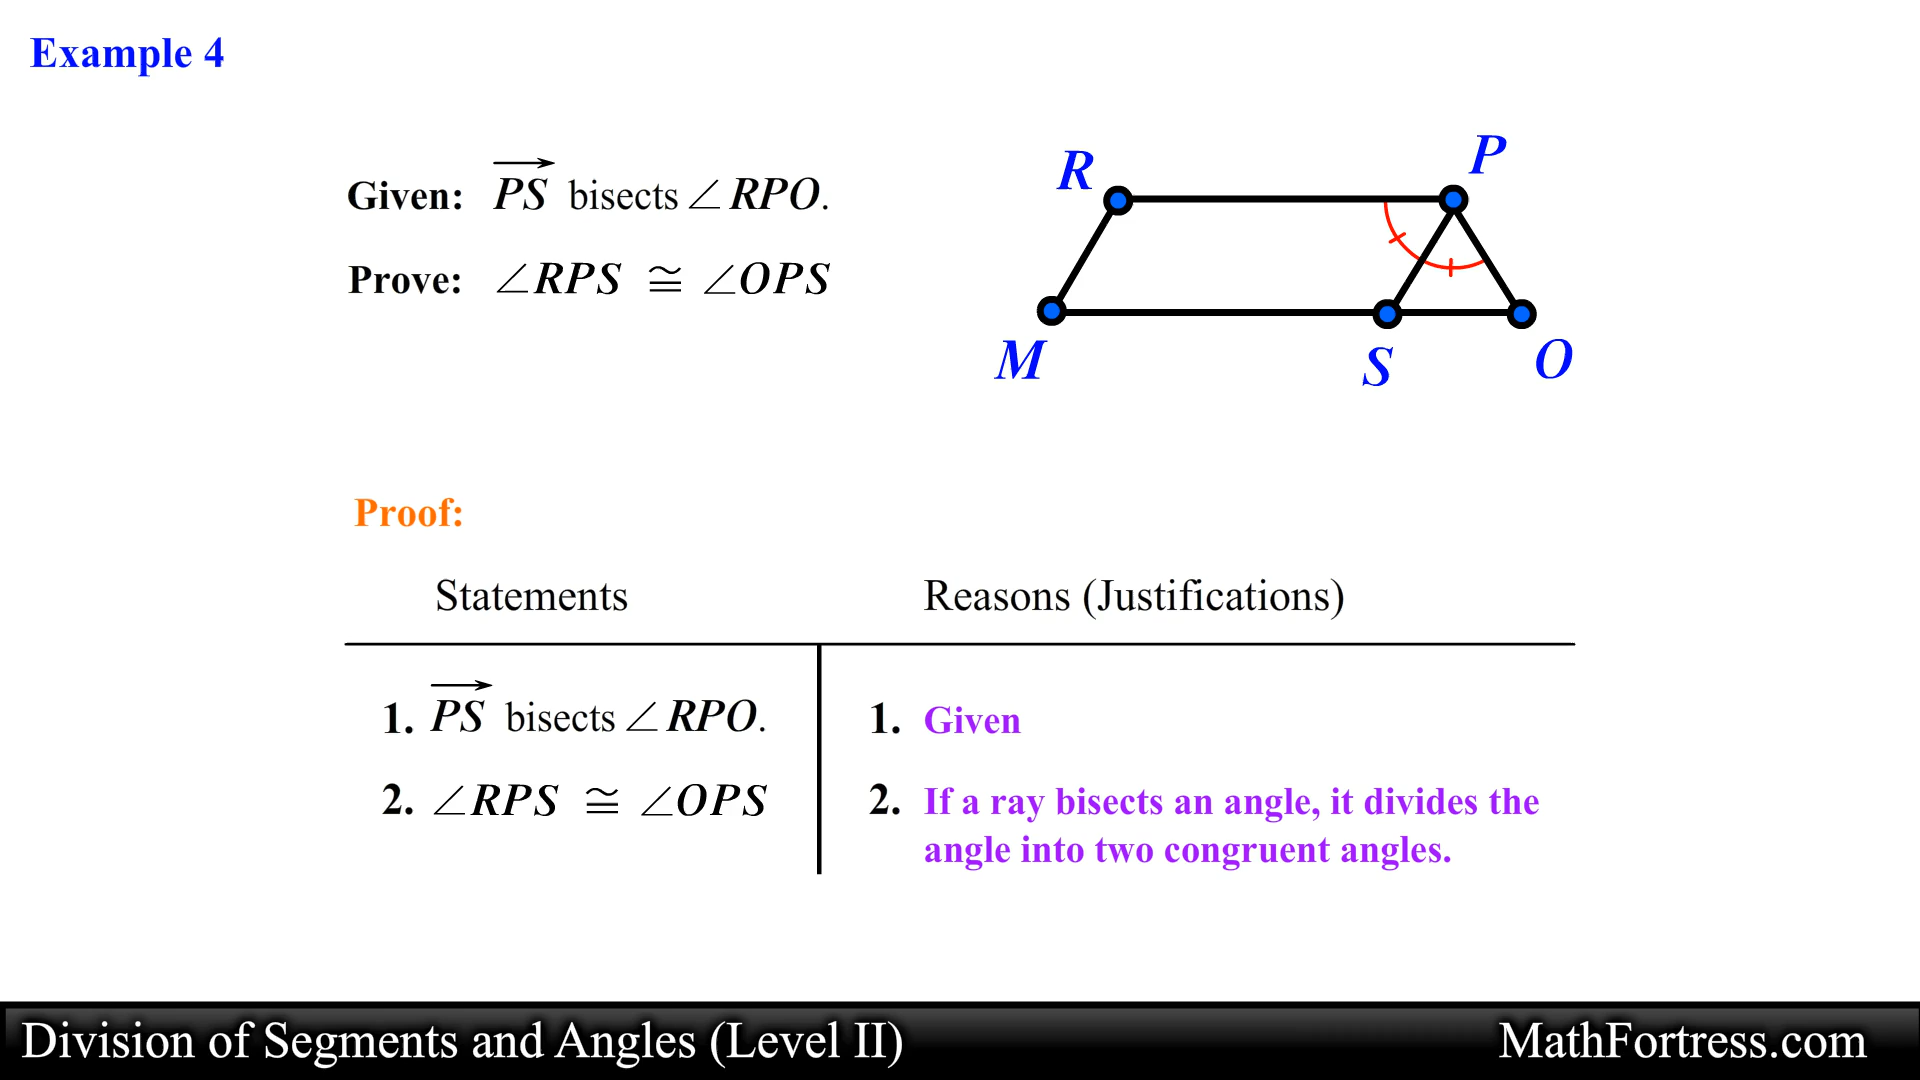 Example 4
Given: PS bisects ∠RPO.
Prove: ∠RPS ≅ ∠OPS
R
P
M
S
O
Proof:
Statements
Reasons (Justifications)
1. PS bisects ∠RPO.
1. Given
2. ∠RPS ≅ ∠OPS
2. If a ray bisects an angle, it divides the
angle into two congruent angles.
Division of Segments and Angles (Level II)
MathFortress.com